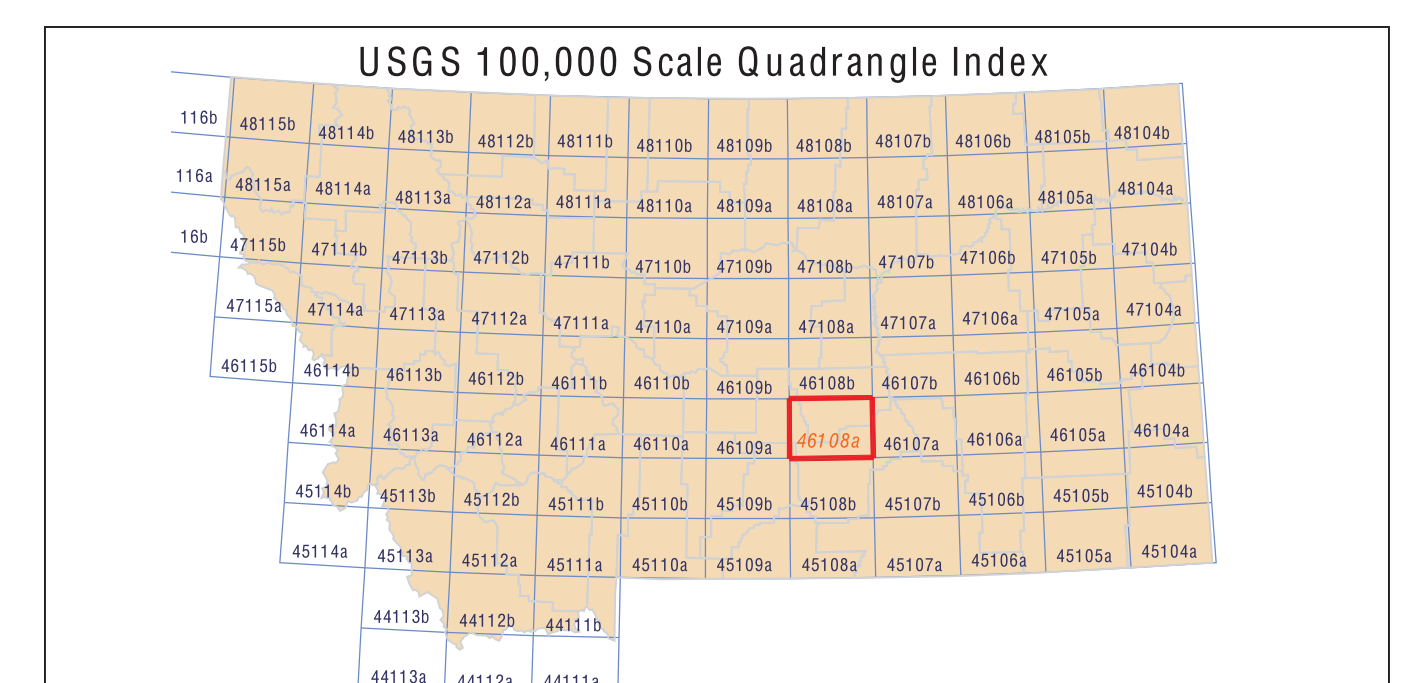 USGS 100,000 Scale Quadrangle Index
116b 48115b 48114b 48113b 48112b 48111b 48110b 48109b 48108b 48107b 48106b 48105b 48104b
116a 48115a 48114a 48113a 48112a 48111a 48110a 48109a 48108a 48107a 48106a 48105a 48104a
16b 47115b 47114b 47113b 47112b 47111b 47110b 47109b 47108b 47107b 47106b 47105b 47104b
47115a 47114a 47113a 47112a 47111a 47110a 47109a 47108a 47107a 47106a 47105a 47104a
46115b 46114b 46113b 46112b 46111b 46110b 46109b 46108b 46107b 46106b 46105b 46104b
46114a 46113a 46112a 46111a 46110a 46109a 46108a 46107a 46106a 46105a 46104a
45114b 45113b 45112b 45111b 45110b 45109b 45108b 45107b 45106b 45105b 45104b
45114a 45113a 45112a 45111a 45110a 45109a 45108a 45107a 45106a 45105a 45104a
44113b 44112b 44111b
44113a 44112a 44111a